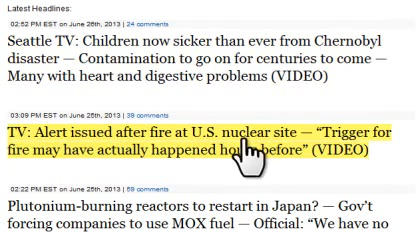 Latest Headlines:
02:52 PM EST on June 26th, 2013 | 24 comments
Seattle TV: Children now sicker than ever from Chernobyl
disaster — Contamination to go on for centuries to come —
Many with heart and digestive problems (VIDEO)
03:09 PM EST on June 25th, 2013 | 39 comments
TV: Alert issued after fire at U.S. nuclear site — “Trigger for
fire may have actually happened before” (VIDEO)
02:22 PM EST on June 25th, 2013 | 59 comments
Plutonium-burning reactors to restart in Japan? — Gov’t
forcing companies to use MOX fuel — Official: “We have no